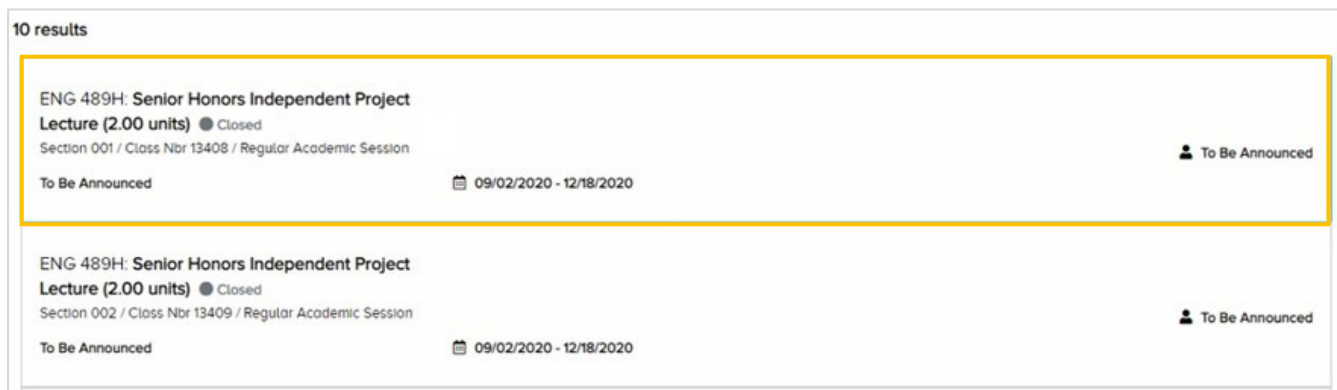 10 results
ENG 489H: Senior Honors Independent Project
Lecture (2.00 units) Closed
Section 001 / Class Nbr 13408 / Regular Academic Session
To Be Announced
To Be Announced 09/02/2020 - 12/18/2020
ENG 489H: Senior Honors Independent Project
Lecture (2.00 units) Closed
Section 002 / Class Nbr 13409 / Regular Academic Session
To Be Announced
To Be Announced 09/02/2020 - 12/18/2020